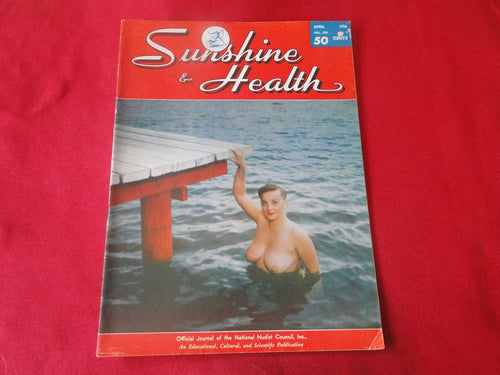 Sunshine
& Health
APRIL
50
CENTS
Official Journal of the National Nudist Council, Inc.,
An Educational, Cultural, and Scientific Publication